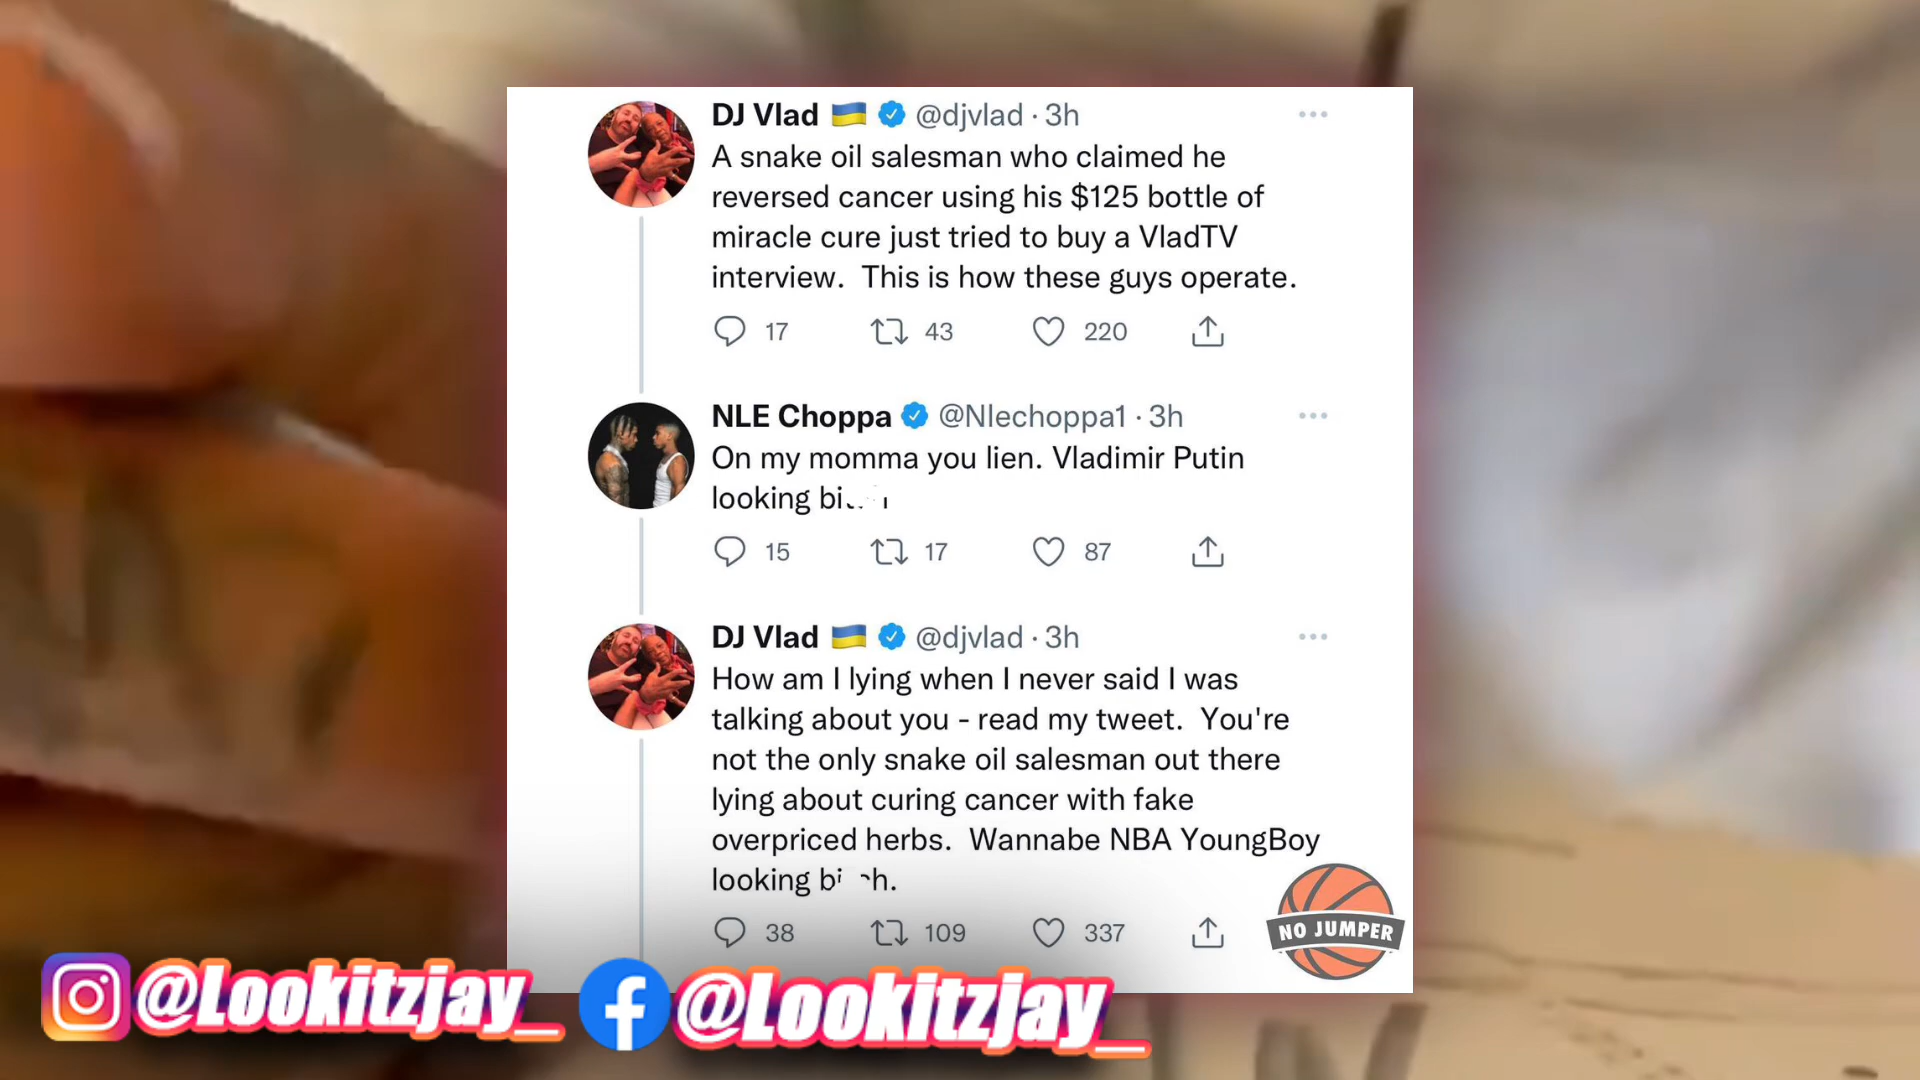 DJ Vlad 🇺🇦 @djvlad · 3h
A snake oil salesman who claimed he
reversed cancer using his $125 bottle of
miracle cure just tried to buy a VladTV
interview. This is how these guys operate.
17 43 220
NLE Choppa @Nlechoppa1 · 3h
On my momma you lien. Vladimir Putin
looking
15 17 87
DJ Vlad 🇺🇦 @djvlad · 3h
How am I lying when I never said I was
talking about you - read my tweet. You're
not the only snake oil salesman out there
lying about curing cancer with fake
overpriced herbs. Wannabe NBA YoungBoy
looking
38 109 337
NO JUMPER
@Lookitzjay_ @Lookitzjay_